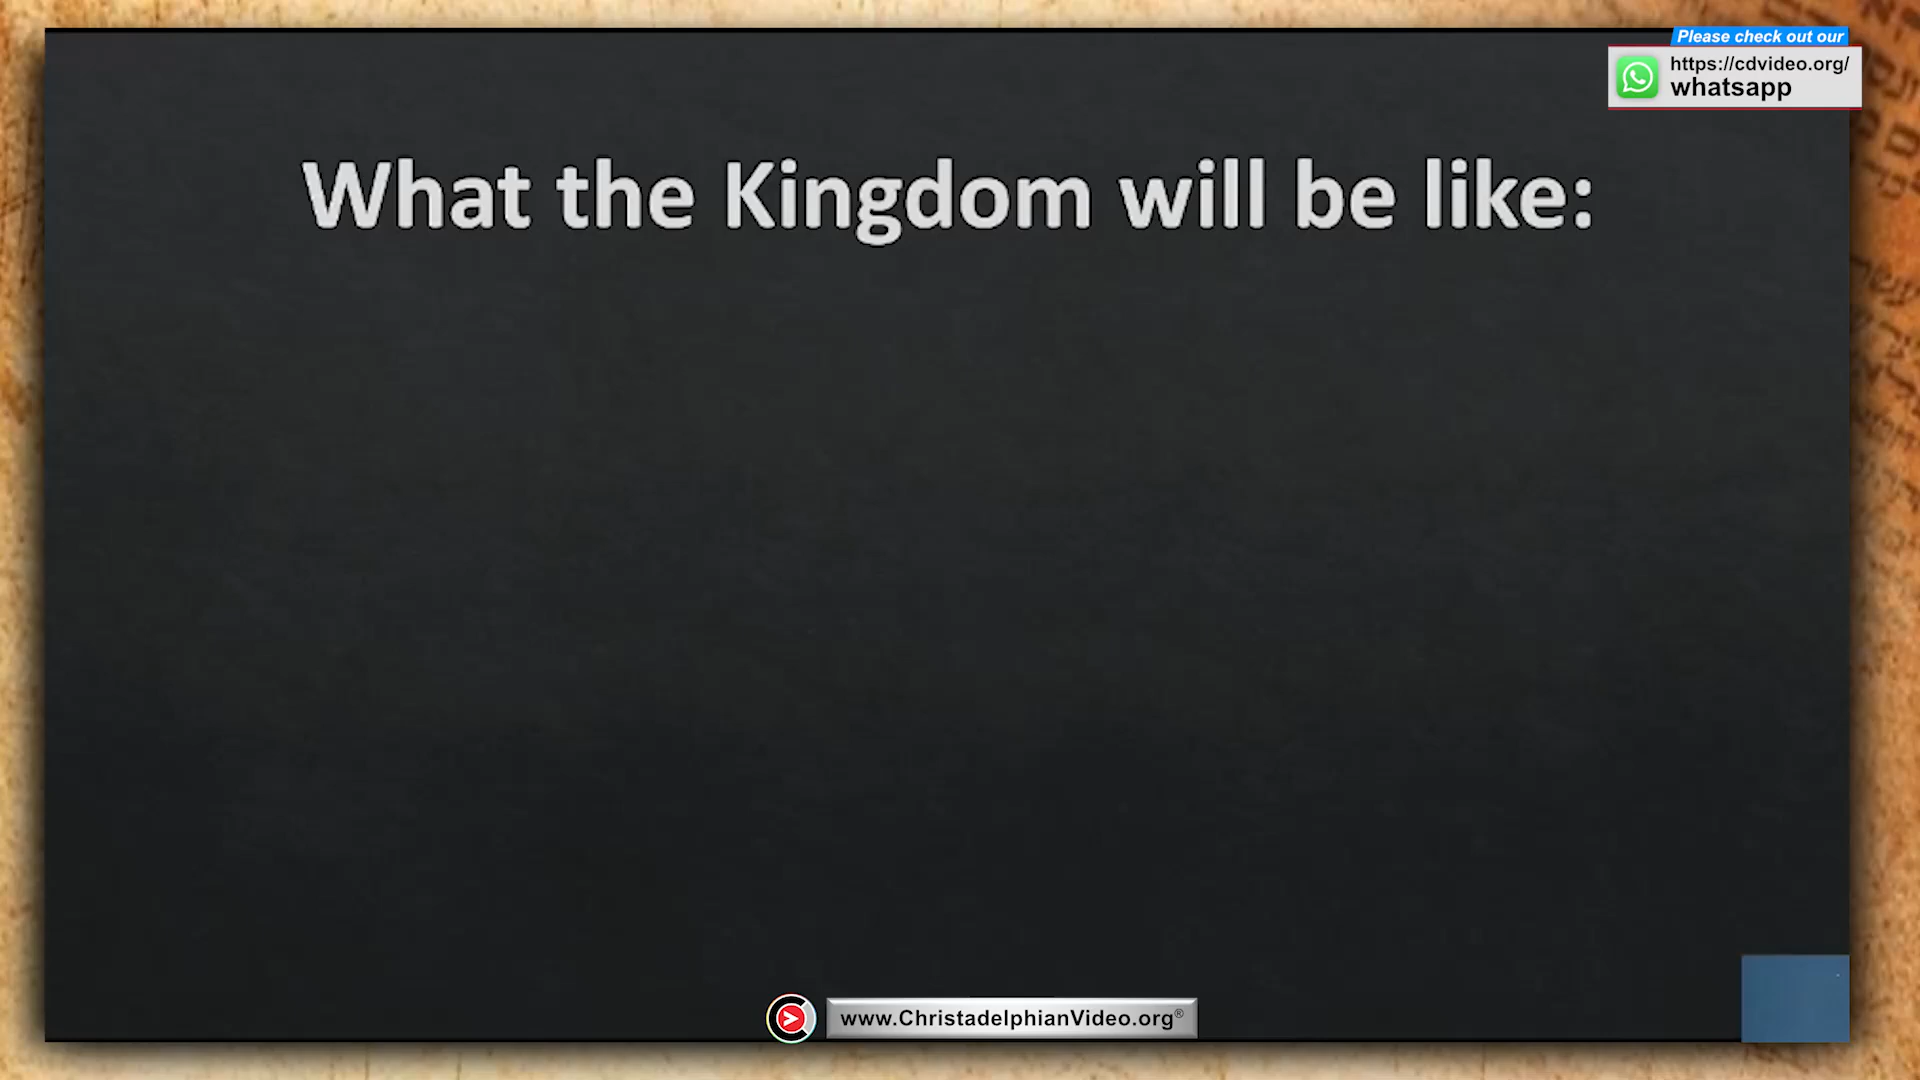 Please check out our
https://cdvideo.org/
whatsapp
What the Kingdom will be like:
www.ChristadelphianVideo.org®